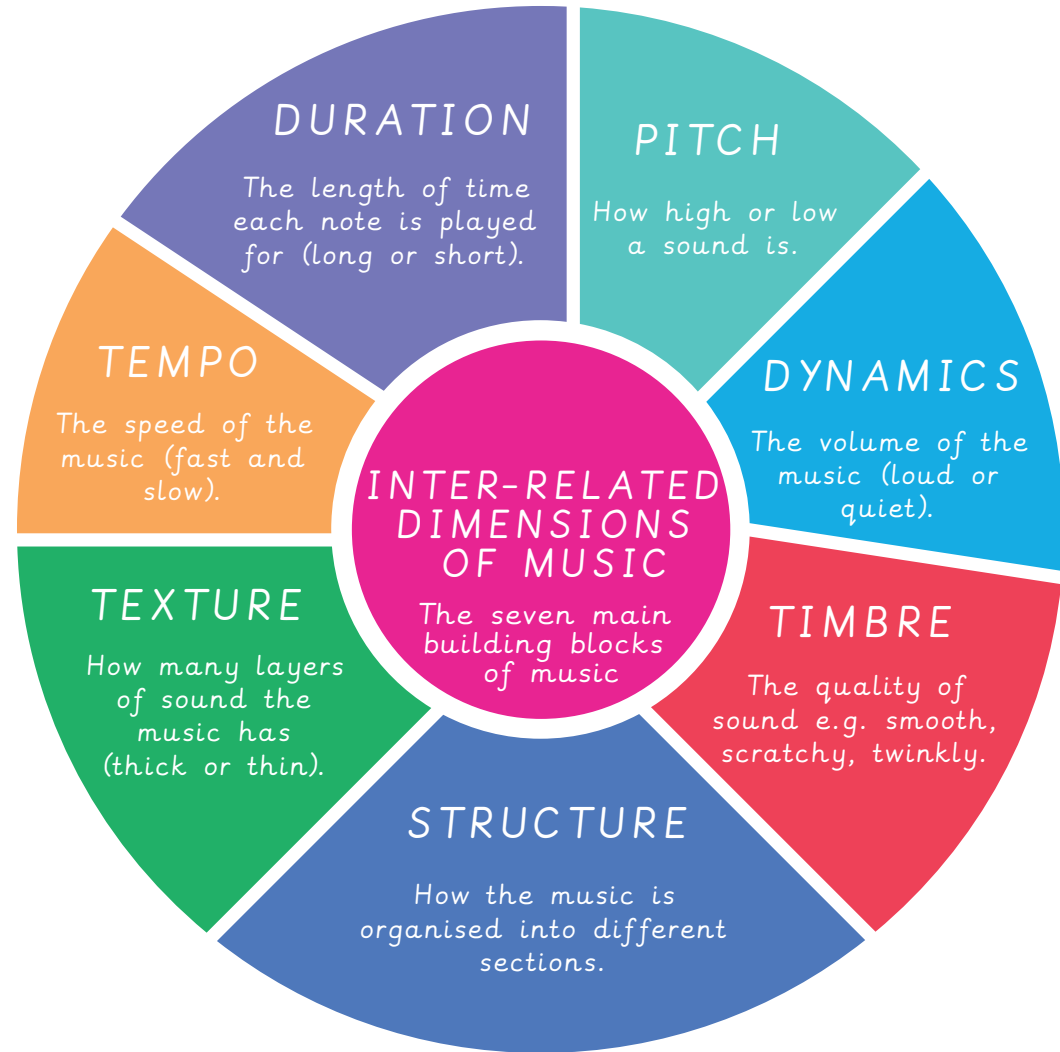 DURATION
The length of time
each note is played
for (long or short).
PITCH
How high or low
a sound is.
DYNAMICS
The volume of the
music (loud or
quiet).
TIMBRE
The quality of
sound e.g. smooth,
scratchy, twinkly.
STRUCTURE
How the music is
organised into different
sections.
TEXTURE
How many layers
of sound the
music has
(thick or thin).
TEMPO
The speed of the
music (fast and
slow).
INTER-RELATED
DIMENSIONS
OF MUSIC
The seven main
building blocks
of music